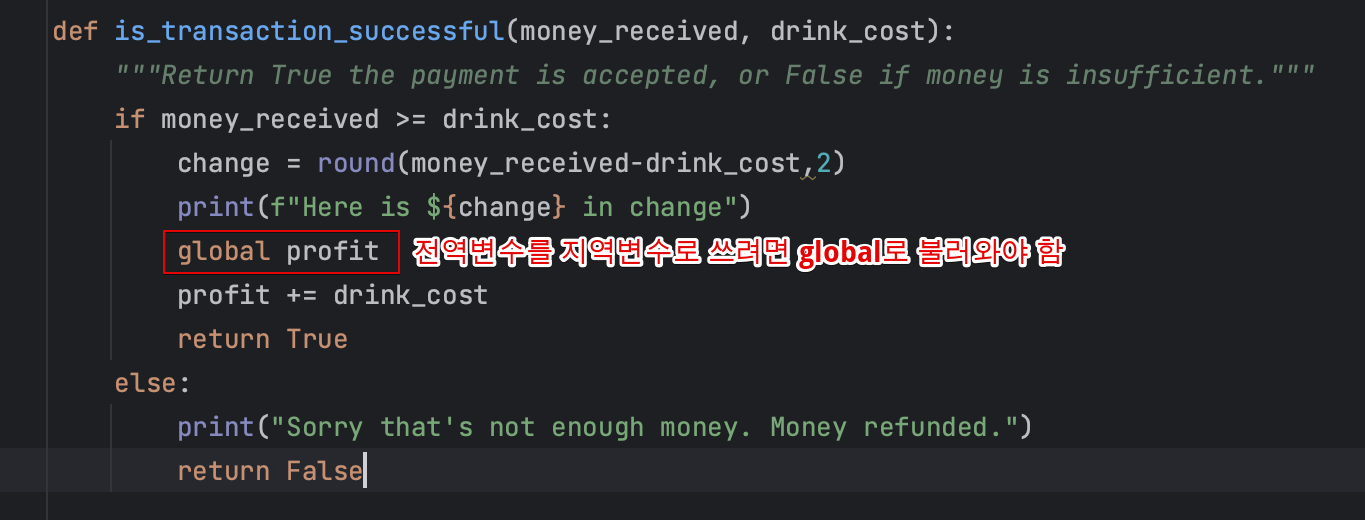 def is_transaction_successful(money_received, drink_cost):
"""Return True the payment is accepted, or False if money is insufficient."""
if money_received >= drink_cost:
change = round(money_received-drink_cost,2)
print(f"Here is ${change} in change")
global profit 전역변수를 지역변수로 쓰려면 global로 불러와야 함
profit += drink_cost
return True
else:
print("Sorry that's not enough money. Money refunded.")
return False